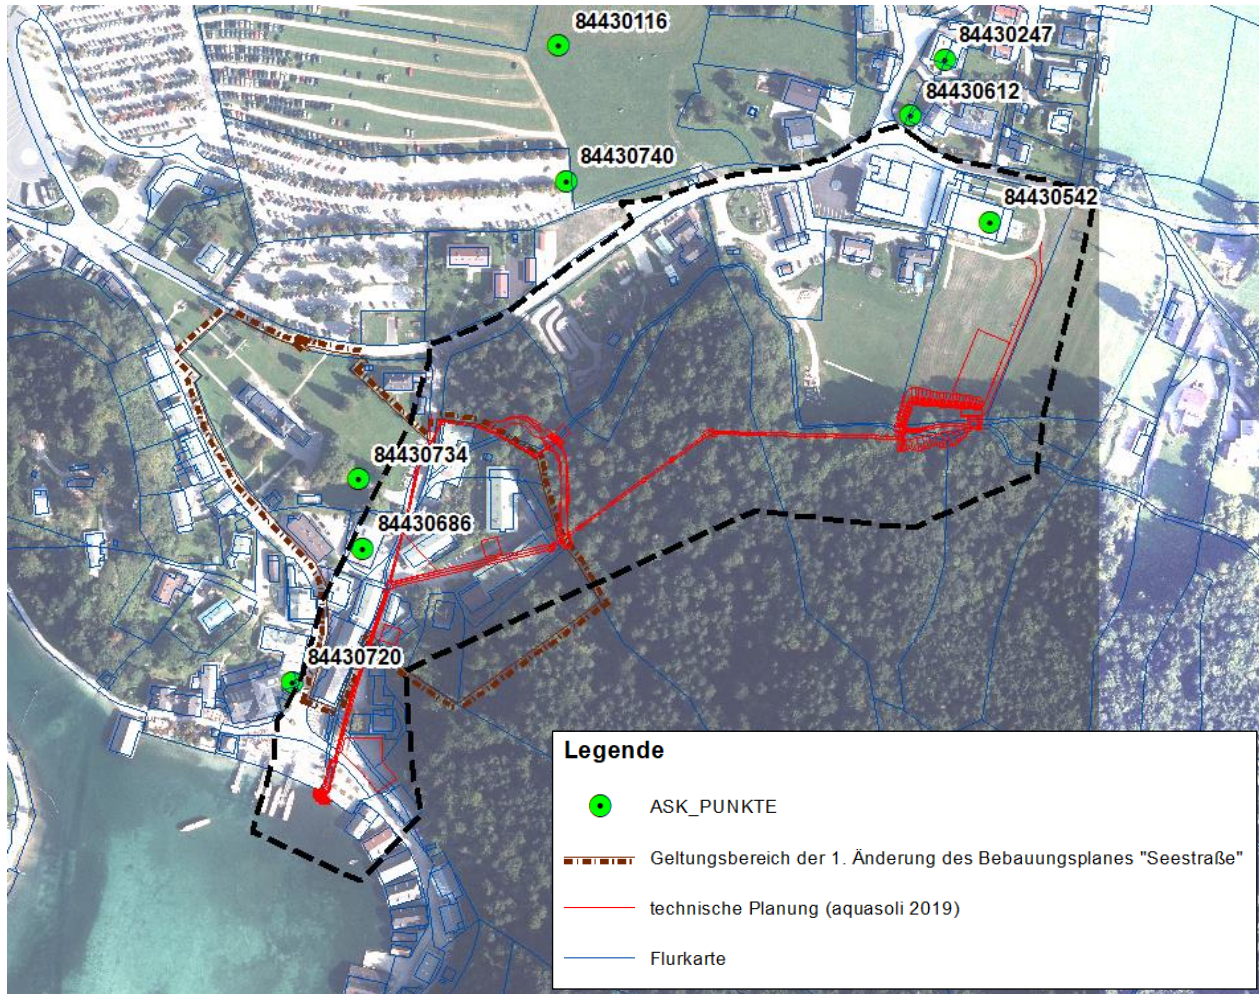 84430116
84430247
84430612
84430740
84430542
84430734
84430686
84430720
Legende
ASK_PUNKTE
Geltungsbereich der 1. Änderung des Bebauungsplanes "Seestraße"
technische Planung (aquasoli 2019)
Flurkarte